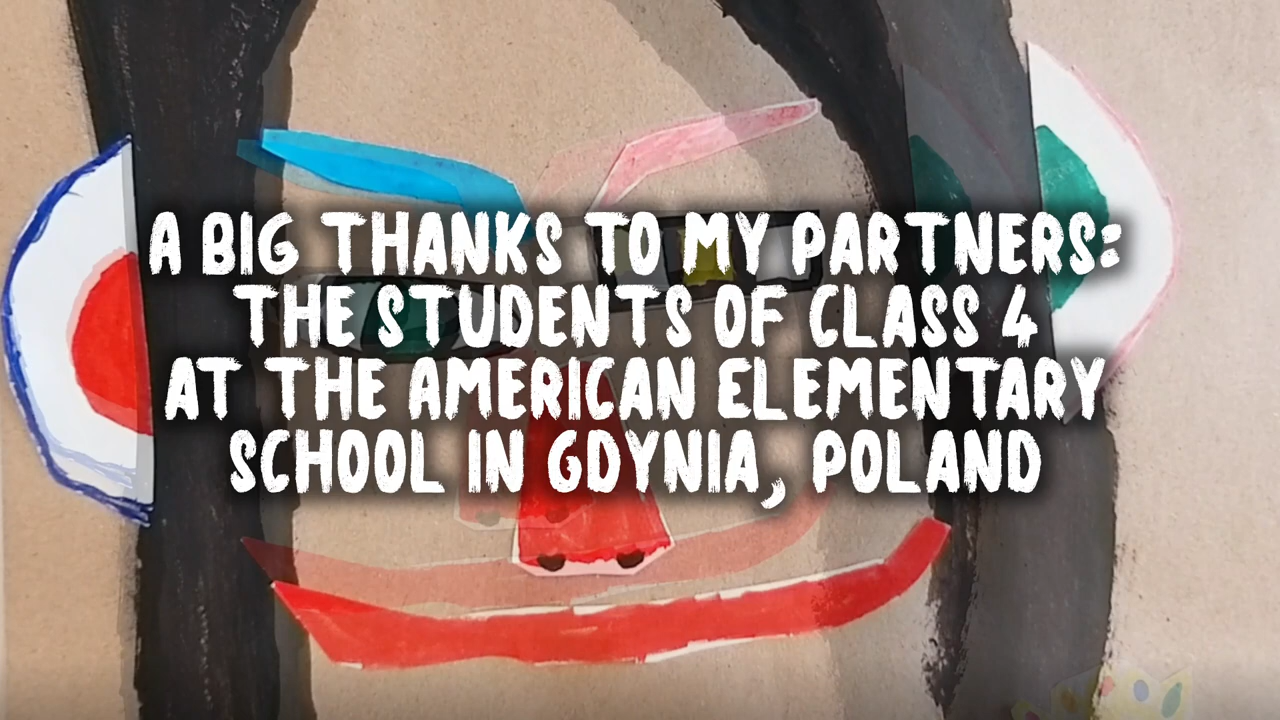 A BIG THANKS TO MY PARTNERS:
THE STUDENTS OF CLASS 4
AT THE AMERICAN ELEMENTARY
SCHOOL IN GDYNIA, POLAND